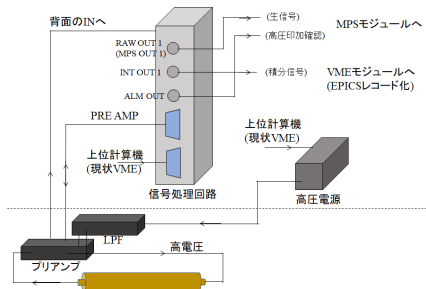 背面のINへ
RAW OUT 1
(MPS OUT 1)
(生信号)
MPSモジュールへ
(高圧印加確認)
INT OUT 1
(積分信号)
VMEモジュールへ
(EPICSレコード化)
ALM OUT
PRE AMP
上位計算機
(現状VME)
上位計算機
(現状VME)
信号処理回路
高圧電源
LPF
高電圧
プリアンプ